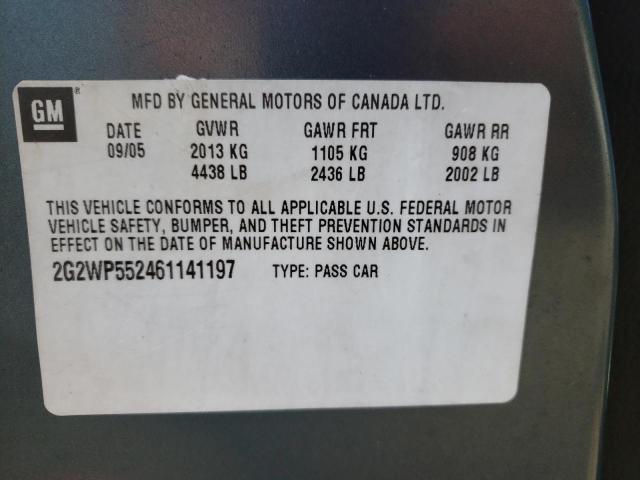 GM®
MFD BY GENERAL MOTORS OF CANADA LTD.
DATE GVWR GAWR FRT GAWR RR
09/05 2013 KG 1105 KG 908 KG
4438 LB 2436 LB 2002 LB
THIS VEHICLE CONFORMS TO ALL APPLICABLE U.S. FEDERAL MOTOR
VEHICLE SAFETY, BUMPER, AND THEFT PREVENTION STANDARDS IN
EFFECT ON THE DATE OF MANUFACTURE SHOWN ABOVE.
2G2WP552461141197 TYPE: PASS CAR